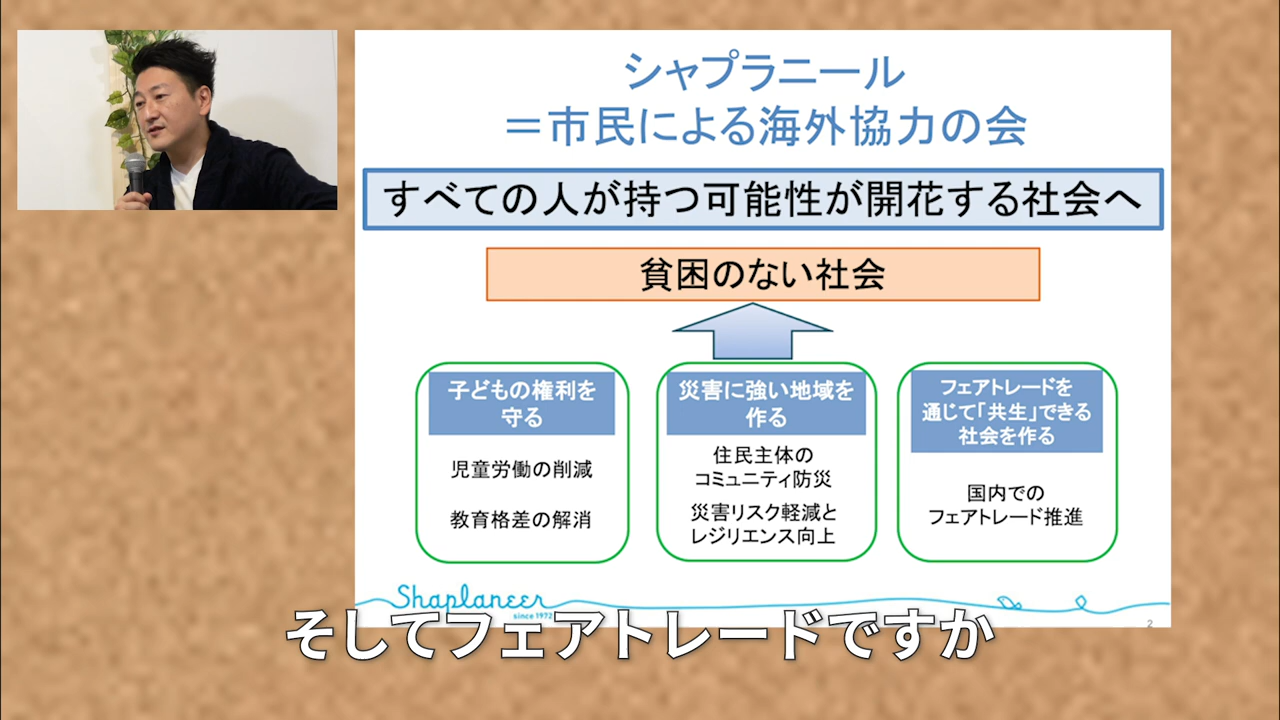 シャプラニール
＝市民による海外協力の会
すべての人が持つ可能性が開花する社会へ
貧困のない社会
子どもの権利を
守る
児童労働の削減
教育格差の解消
災害に強い地域を
作る
住民主体の
コミュニティ防災
災害リスク軽減と
レジリエンス向上
フェアトレードを
通じて「共生」できる
社会を作る
国内での
フェアトレード推進
Shaplaneer
since 1972
2
そしてフェアトレードですか